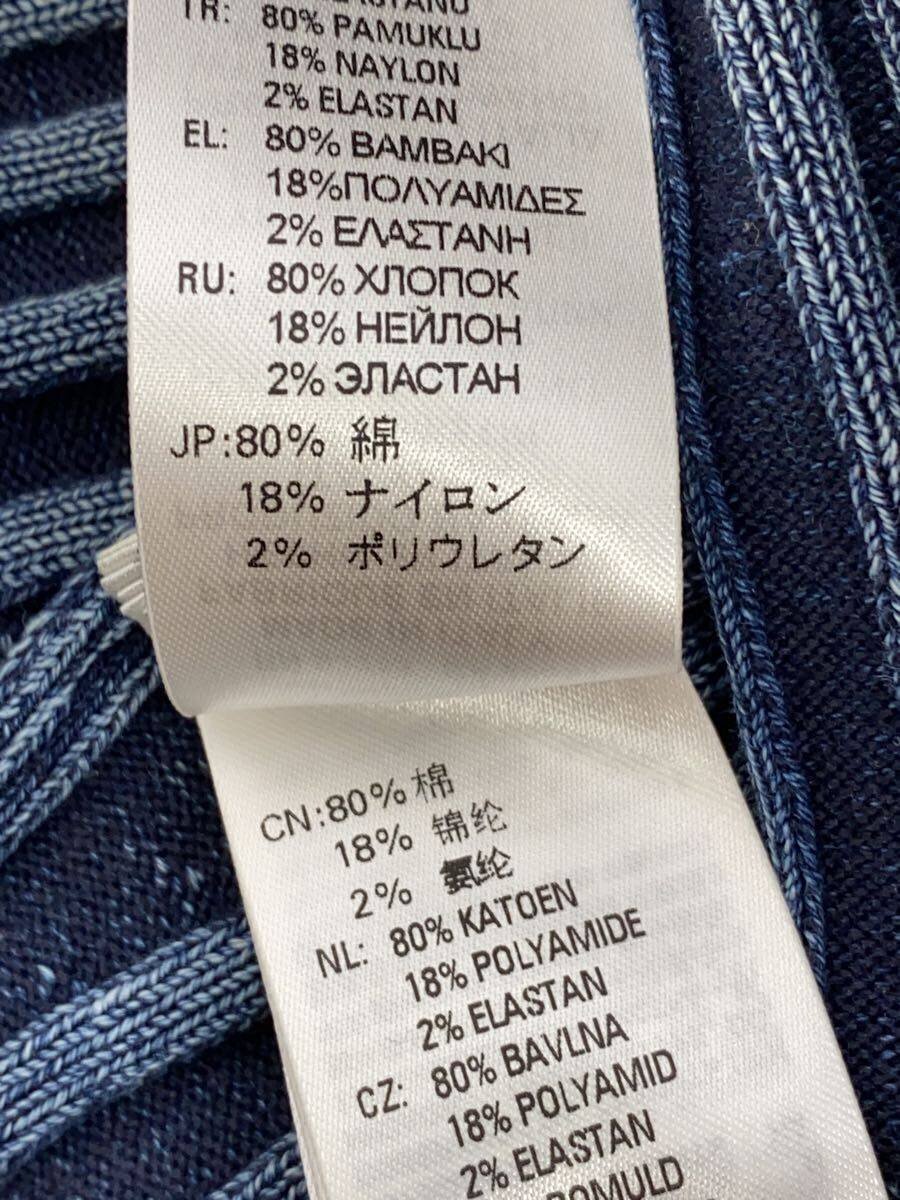 TR: 80% PAMUKLU
18% NAYLON
2% ELASTAN
EL: 80% BAMBAKI
18%ΠΟΛΥΑΜΙΔΕΣ
2% ΕΛΑΣΤΑΝΗ
RU: 80% ХЛОПОК
18% НЕЙЛОН
2% ЭЛАСТАН
JP:80% 綿
18% ナイロン
2% ポリウレタン
CN:80% 棉
18% 锦纶
2% 氨纶
NL: 80% KATOEN
18% POLYAMIDE
2% ELASTAN
CZ: 80% BAVLNA
18% POLYAMID
2% ELASTAN